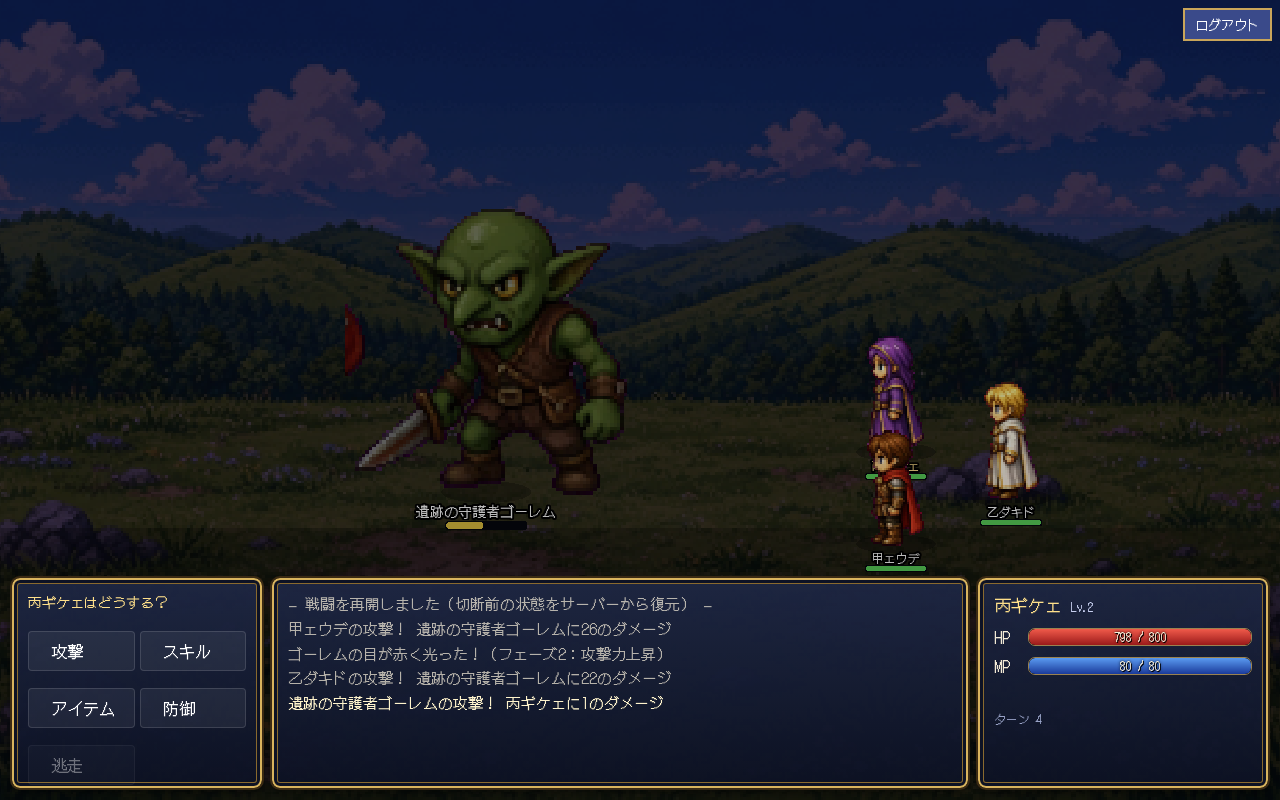 ログアウト
ェ
遺跡の守護者ゴーレム
乙ダキド
甲ェウデ
丙ギケェはどうする?
攻撃
スキル
アイテム
防御
逃走
— 戦闘を再開しました(切断前の状態をサーバーから復元) —
甲ェウデの攻撃! 遺跡の守護者ゴーレムに26のダメージ
ゴーレムの目が赤く光った!(フェーズ2:攻撃力上昇)
乙ダキドの攻撃! 遺跡の守護者ゴーレムに22のダメージ
遺跡の守護者ゴーレムの攻撃! 丙ギケェに1のダメージ
丙ギケェ Lv.2
HP 798 / 800
MP 80 / 80
ターン 4